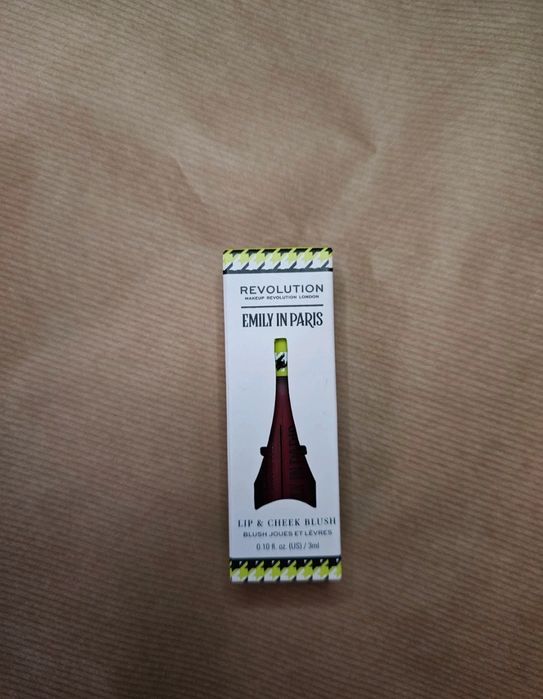 REVOLUTION
MAKEUP REVOLUTION LONDON
EMILY IN PARIS
LIP & CHEEK BLUSH
BLUSH JOUES ET LÈVRES
0.10 fl. oz. (US) / 3ml